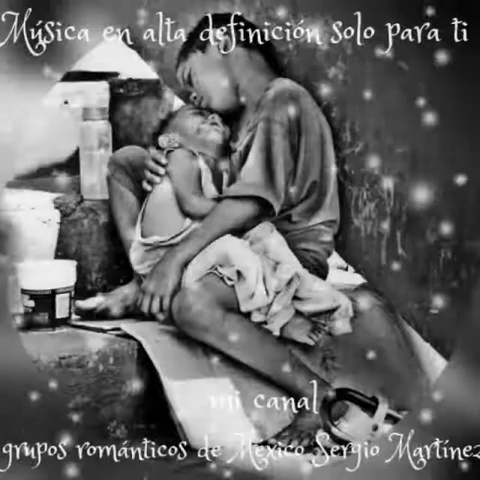 Música en alta definición solo para ti
mi canal
grupos románticos de México Sergio Martínez